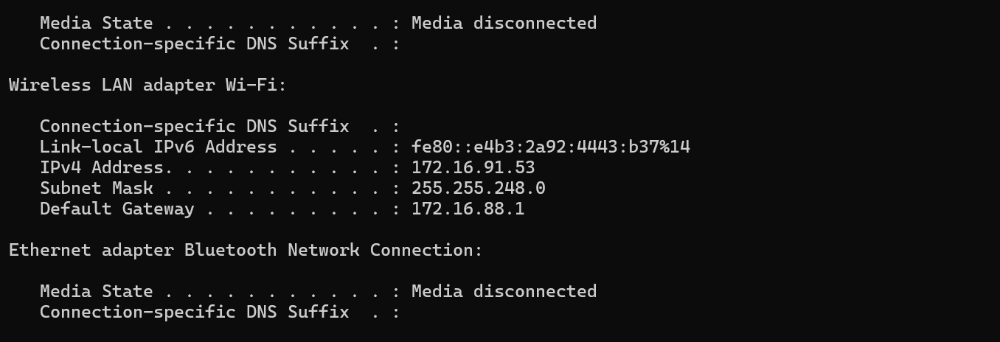 Media State . . . . . . . . . . . : Media disconnected
Connection-specific DNS Suffix  . :
Wireless LAN adapter Wi-Fi:
Connection-specific DNS Suffix  . :
Link-local IPv6 Address . . . . . : fe80::e4b3:2a92:4443:b37%14
IPv4 Address. . . . . . . . . . . : 172.16.91.53
Subnet Mask . . . . . . . . . . . : 255.255.248.0
Default Gateway . . . . . . . . . : 172.16.88.1
Ethernet adapter Bluetooth Network Connection:
Media State . . . . . . . . . . . : Media disconnected
Connection-specific DNS Suffix  . :